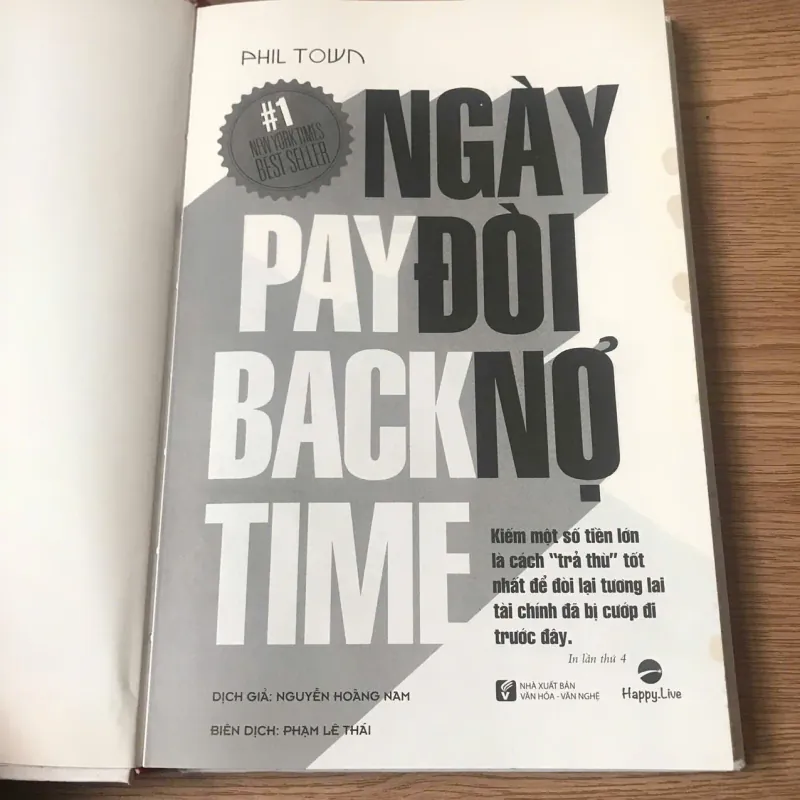 PHIL TOWN
#1
NEW YORK TIMES
BEST SELLER
NGÀY
PAY ĐÒI
BACK NỢ
TIME
Kiếm một số tiền lớn
là cách "trả thù" tốt
nhất để đòi lại tương lai
tài chính đã bị cướp đi
trước đây.
In lần thứ 4
DỊCH GIẢ: NGUYỄN HOÀNG NAM
BIÊN DỊCH: PHẠM LÊ THÁI
NHÀ XUẤT BẢN
VĂN HÓA - VĂN NGHỆ
Happy.Live